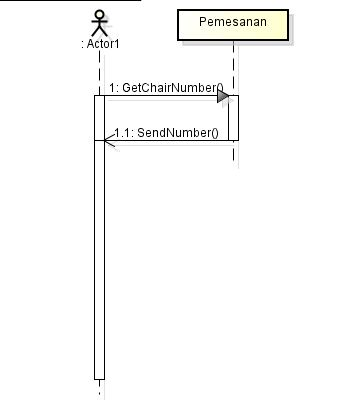 Pemesanan
: Actor1
1: GetChairNumber()
1.1: SendNumber()